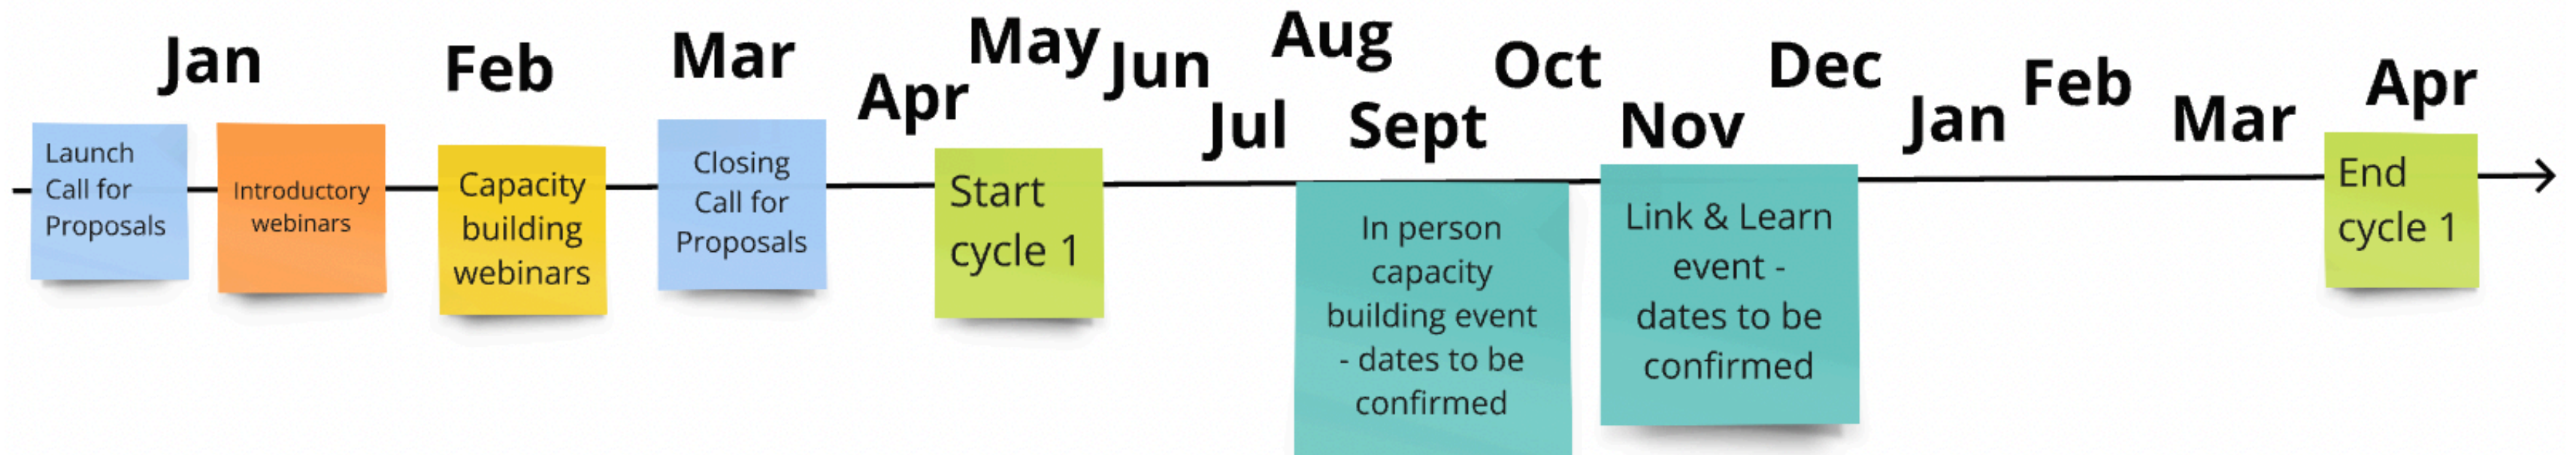 Jan
Feb
Mar
Apr
May
Jun
Jul
Aug
Sept
Oct
Nov
Dec
Jan
Feb
Mar
Apr
Launch
Call for
Proposals
Introductory
webinars
Capacity
building
webinars
Closing
Call for
Proposals
Start
cycle 1
In person
capacity
building event
- dates to be
confirmed
Link & Learn
event -
dates to be
confirmed
End
cycle 1